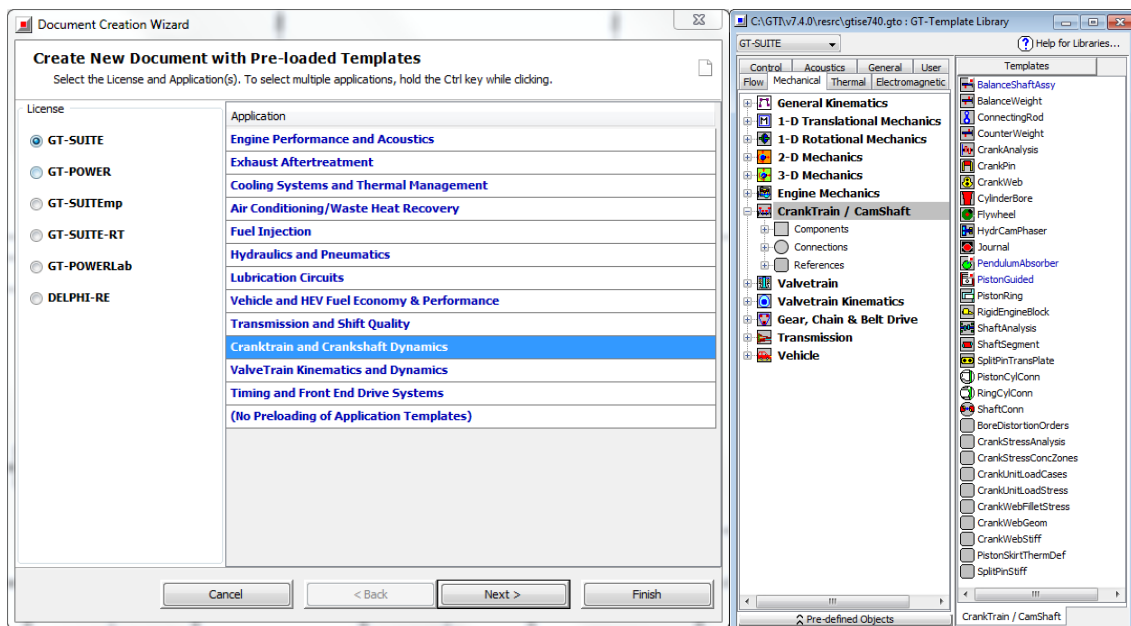 Document Creation Wizard
Create New Document with Pre-loaded Templates
Select the License and Application(s). To select multiple applications, hold the Ctrl key while clicking.
License
GT-SUITE
GT-POWER
GT-SUITEmp
GT-SUITE-RT
GT-POWERLab
DELPHI-RE
Application
Engine Performance and Acoustics
Exhaust Aftertreatment
Cooling Systems and Thermal Management
Air Conditioning/Waste Heat Recovery
Fuel Injection
Hydraulics and Pneumatics
Lubrication Circuits
Vehicle and HEV Fuel Economy & Performance
Transmission and Shift Quality
Cranktrain and Crankshaft Dynamics
ValveTrain Kinematics and Dynamics
Timing and Front End Drive Systems
(No Preloading of Application Templates)
Cancel
< Back
Next >
Finish
C:\GTI\v7.4.0\resrc\gtise740.gto : GT-Template Library
GT-SUITE
Help for Libraries...
Control Acoustics General User
Flow Mechanical Thermal Electromagnetic
General Kinematics
1-D Translational Mechanics
1-D Rotational Mechanics
2-D Mechanics
3-D Mechanics
Engine Mechanics
CrankTrain / CamShaft
Components
Connections
References
Valvetrain
Valvetrain Kinematics
Gear, Chain & Belt Drive
Transmission
Vehicle
Pre-defined Objects
Templates
BalanceShaftAssy
BalanceWeight
ConnectingRod
CounterWeight
CrankAnalysis
CrankPin
CrankWeb
CylinderBore
Flywheel
HydrCamPhaser
Journal
PendulumAbsorber
PistonGuided
PistonRing
RigidEngineBlock
ShaftAnalysis
ShaftSegment
SplitPinTransPlate
PistonCylConn
RingCylConn
ShaftConn
BoreDistortionOrders
CrankStressAnalysis
CrankStressConcZones
CrankUnitLoadCases
CrankUnitLoadStress
CrankWebFilletStress
CrankWebGeom
CrankWebStiff
PistonSkirtThermDef
SplitPinStiff
CrankTrain / CamShaft